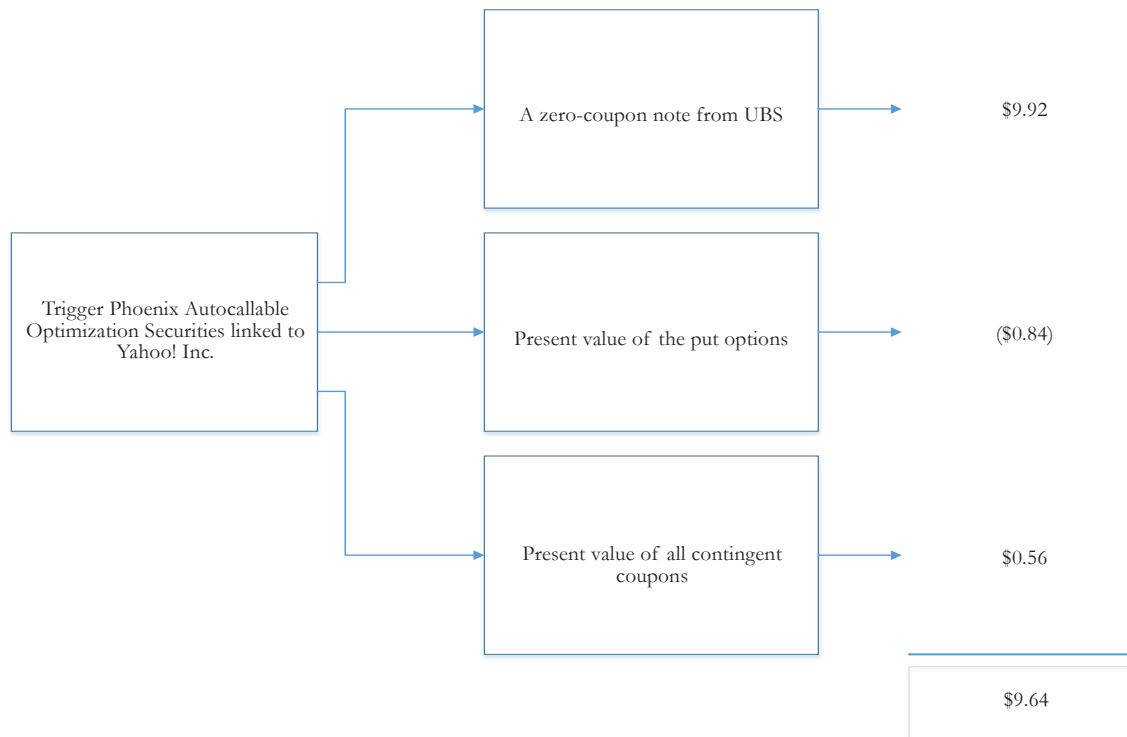 A zero-coupon note from UBS
$9.92
Trigger Phoenix Autocallable
Optimization Securities linked to
Yahoo! Inc.
Present value of the put options
($0.84)
Present value of all contingent
coupons
$0.56
$9.64